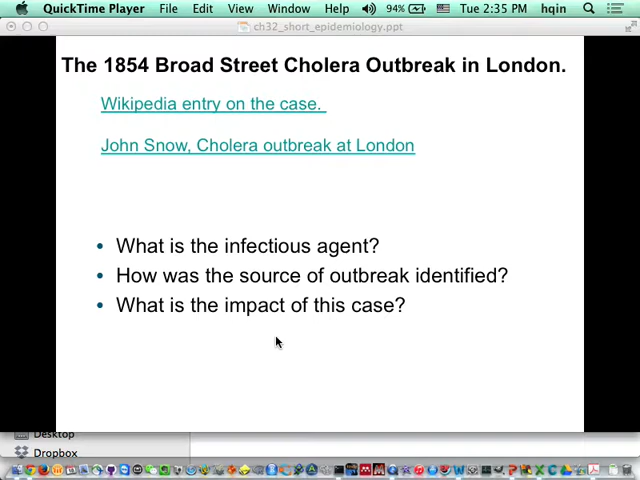 QuickTime Player File Edit View Window Help 94% Tue 2:35 PM hqin
ch32_short_epidemiology.ppt
The 1854 Broad Street Cholera Outbreak in London.
Wikipedia entry on the case.
John Snow, Cholera outbreak at London
• What is the infectious agent?
• How was the source of outbreak identified?
• What is the impact of this case?
Desktop
Dropbox